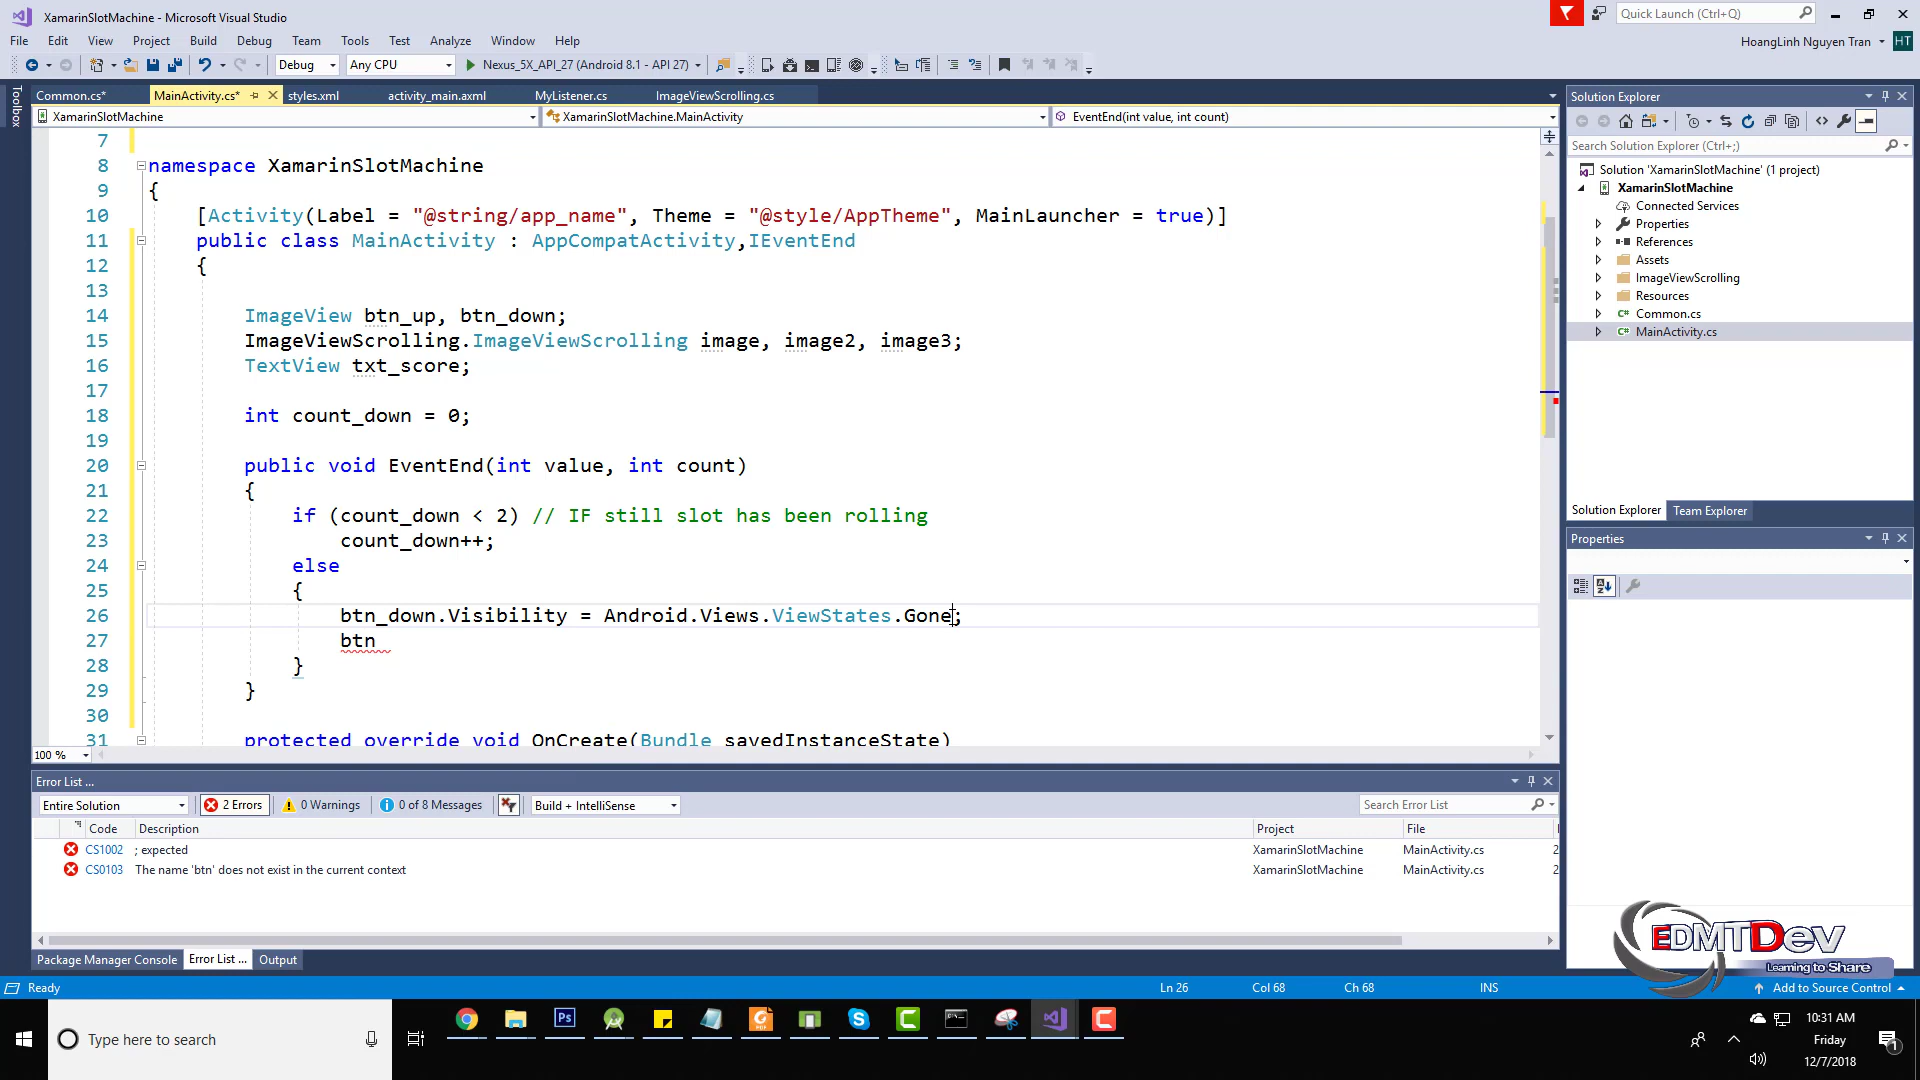 XamarinSlotMachine - Microsoft Visual Studio
Quick Launch (Ctrl+Q)
File Edit View Project Build Debug Team Tools Test Analyze Window Help
HoangLinh Nguyen Tran HT
Debug Any CPU Nexus_5X_API_27 (Android 8.1 - API 27)
Toolbox
Common.cs* MainActivity.cs* styles.xml activity_main.axml MyListener.cs ImageViewScrolling.cs
XamarinSlotMachine XamarinSlotMachine.MainActivity EventEnd(int value, int count)
7
8 namespace XamarinSlotMachine
9 {
10 [Activity(Label = "@string/app_name", Theme = "@style/AppTheme", MainLauncher = true)]
11 public class MainActivity : AppCompatActivity,IEventEnd
12 {
13
14 ImageView btn_up, btn_down;
15 ImageViewScrolling.ImageViewScrolling image, image2, image3;
16 TextView txt_score;
17
18 int count_down = 0;
19
20 public void EventEnd(int value, int count)
21 {
22 if (count_down < 2) // IF still slot has been rolling
23 count_down++;
24 else
25 {
26 btn_down.Visibility = Android.Views.ViewStates.Gone;
27 btn
28 }
29 }
30
31 protected override void OnCreate(Bundle savedInstanceState)
100 %
Solution Explorer
Search Solution Explorer (Ctrl+;)
Solution 'XamarinSlotMachine' (1 project)
XamarinSlotMachine
Connected Services
Properties
References
Assets
ImageViewScrolling
Resources
Common.cs
MainActivity.cs
Solution Explorer Team Explorer
Properties
Error List ...
Entire Solution 2 Errors 0 Warnings 0 of 8 Messages Build + IntelliSense Search Error List
Code Description Project File
CS1002 ; expected XamarinSlotMachine MainActivity.cs 2
CS0103 The name 'btn' does not exist in the current context XamarinSlotMachine MainActivity.cs 2
Package Manager Console Error List ... Output
EDMTDev
Learning to Share
Ready Ln 26 Col 68 Ch 68 INS Add to Source Control
Type here to search
10:31 AM
Friday
12/7/2018
1